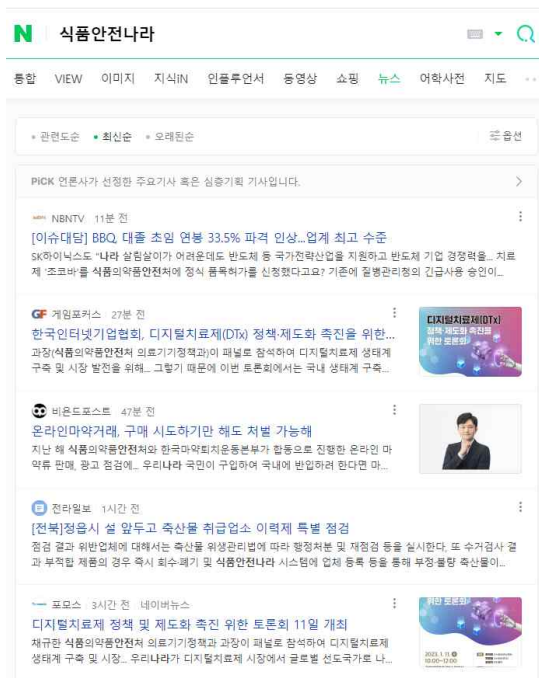 N 식품안전나라
통합 VIEW 이미지 지식iN 인플루언서 동영상 쇼핑 뉴스 어학사전 지도
관련도순 최신순 오래된순 옵션
PiCK 언론사가 선정한 주요기사 혹은 심층기획 기사입니다.
NBNTV 11분 전
[이슈대담] BBQ, 대졸 초임 연봉 33.5% 파격 인상...업계 최고 수준
SK하이닉스도 "나라 살림살이가 어려운데도 반도체 등 국가전략산업을 지원하고 반도체 기업 경쟁력을... 치료
제 '조코바'를 식품의약품안전처에 정식 품목허가를 신청했다고요? 기존에 질병관리청의 긴급사용 승인이...
GF 게임포커스 27분 전
한국인터넷기업협회, 디지털치료제(DTx) 정책·제도화 촉진을 위한...
과장(식품의약품안전처 의료기기정책과)이 패널로 참석하여 디지털치료제 생태계
구축 및 시장 발전을 위해... 그렇기 때문에 이번 토론회에서는 국내 생태계 구축...
디지털치료제(DTx)
정책·제도화 촉진을
위한 토론회
비욘드포스트 47분 전
온라인마약거래, 구매 시도하기만 해도 처벌 가능해
지난 해 식품의약품안전처와 한국마약퇴치운동본부가 합동으로 진행한 온라인 마
약류 판매, 광고 점검에... 우리나라 국민이 구입하여 국내에 반입하려 한다면 마...
전라일보 1시간 전
[전북]정읍시 설 앞두고 축산물 취급업소 이력제 특별 점검
점검 결과 위반업체에 대해서는 축산물 위생관리법에 따라 행정처분 및 재점검 등을 실시한다. 또 수거검사 결
과 부적합 제품의 경우 즉시 회수·폐기 및 식품안전나라 시스템에 업체 등록 등을 통해 부정·불량 축산물이...
포모스 3시간 전 네이버뉴스
디지털치료제 정책 및 제도화 촉진 위한 토론회 11일 개최
채규한 식품의약품안전처 의료기기정책과 과장이 패널로 참석하여 디지털치료제
생태계 구축 및 시장... 우리나라가 디지털치료제 시장에서 글로벌 선도국가로 나...
위한 토론회
2023. 1. 11.
10:00~12:00